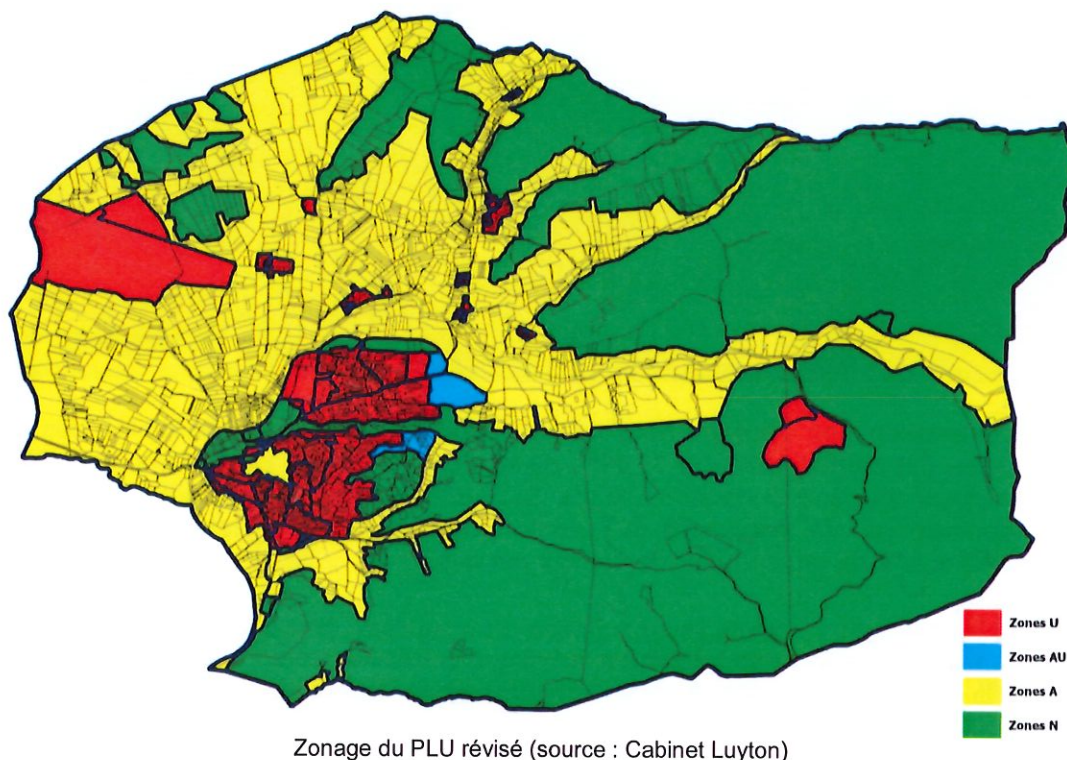 Zones U
Zones AU
Zones A
Zones N
Zonage du PLU révisé (source : Cabinet Luyton)